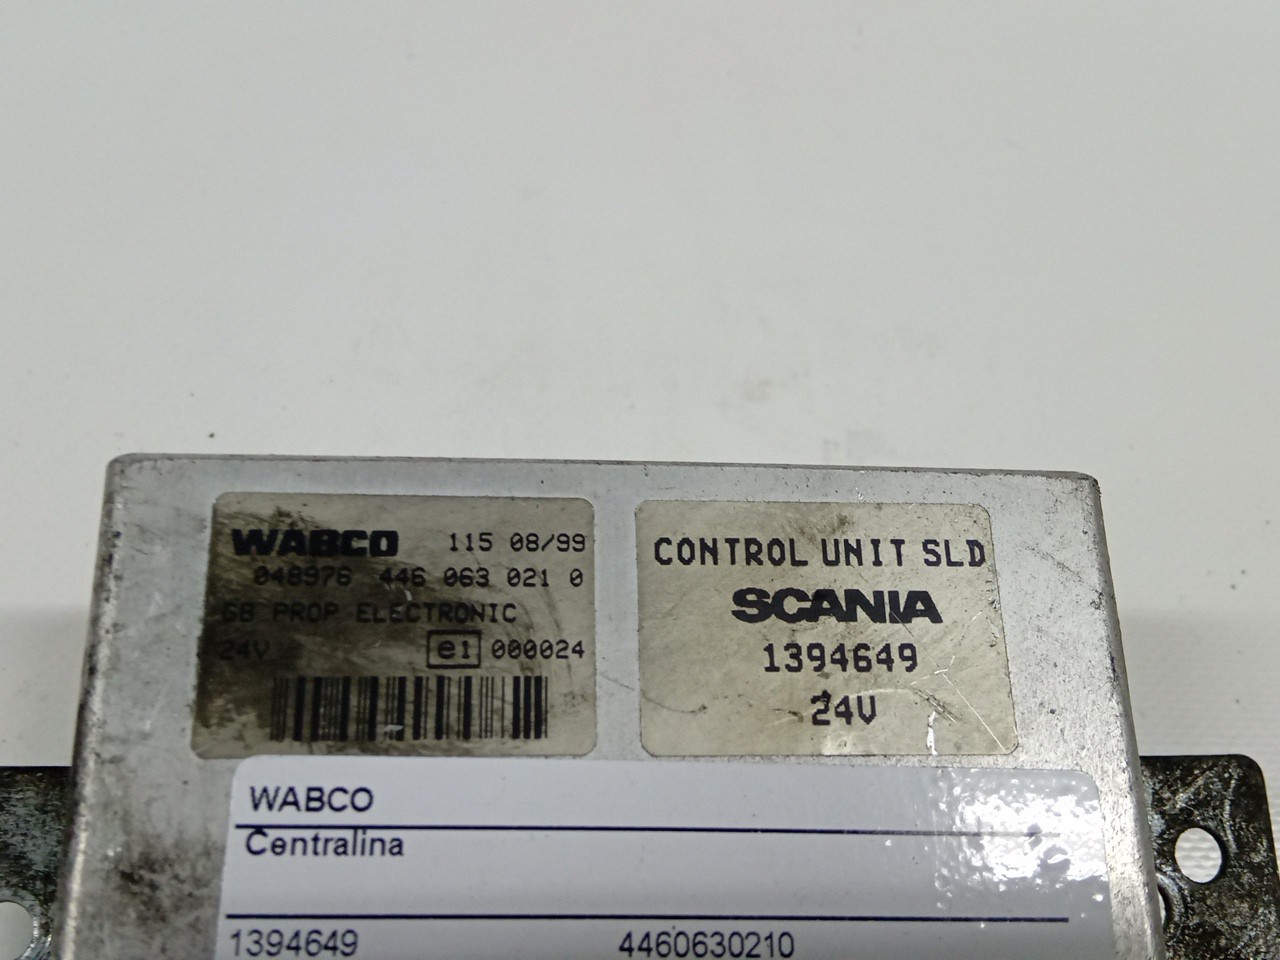 WABCO 115 08/99
048976 446 063 021 0
GB PROP ELECTRONIC
24V e1 000024
CONTROL UNIT SLD
SCANIA
1394649
24V
WABCO
Centralina
1394649 4460630210